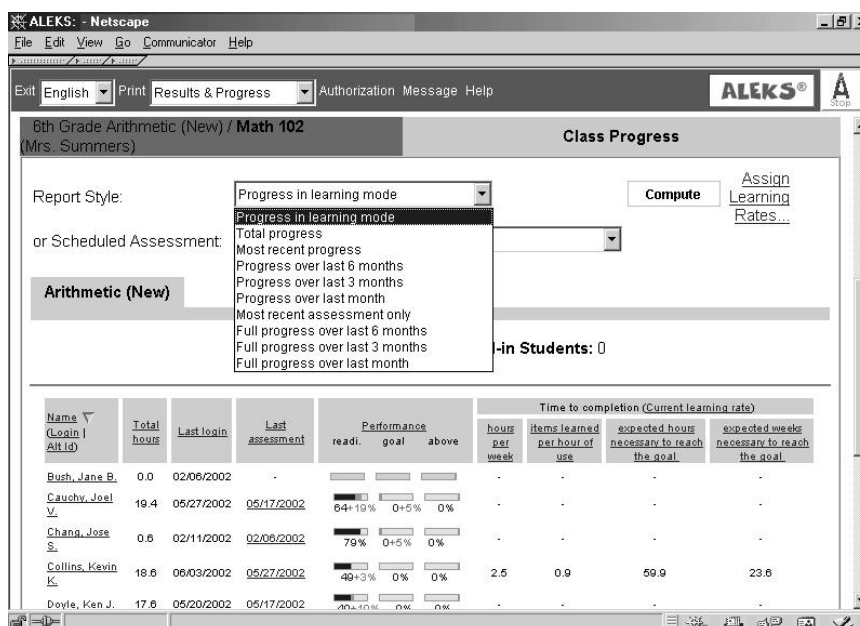 ALEKS: - Netscape
File Edit View Go Communicator Help
Exit English Print Results & Progress Authorization Message Help ALEKS® A Stop
6th Grade Arithmetic (New) / Math 102
(Mrs. Summers)
Class Progress
Report Style: Progress in learning mode Compute Assign
Learning
Rates...
Progress in learning mode
Total progress
or Scheduled Assessment:
Most recent progress
Progress over last 6 months
Progress over last 3 months
Arithmetic (New)
Progress over last month
Most recent assessment only
Full progress over last 6 months
Full progress over last 3 months
Full progress over last month
l-in Students: 0
Time to completion (Current learning rate)
Name (Login | Alt Id) Total hours Last login Last assessment Performance readi. goal above hours per week items learned per hour of use expected hours necessary to reach the goal expected weeks necessary to reach the goal
Bush, Jane B. 0.0 02/06/2002 - - - - -
Cauchy, Joel V. 19.4 05/27/2002 05/17/2002 64+19% 0+5% 0% - - - -
Chang, Jose S. 0.6 02/11/2002 02/06/2002 79% 0+5% 0% - - - -
Collins, Kevin K. 18.6 06/03/2002 05/27/2002 49+3% 0% 0% 2.5 0.9 59.9 23.6
Doyle, Ken J. 17.6 05/20/2002 05/17/2002 0% 0%